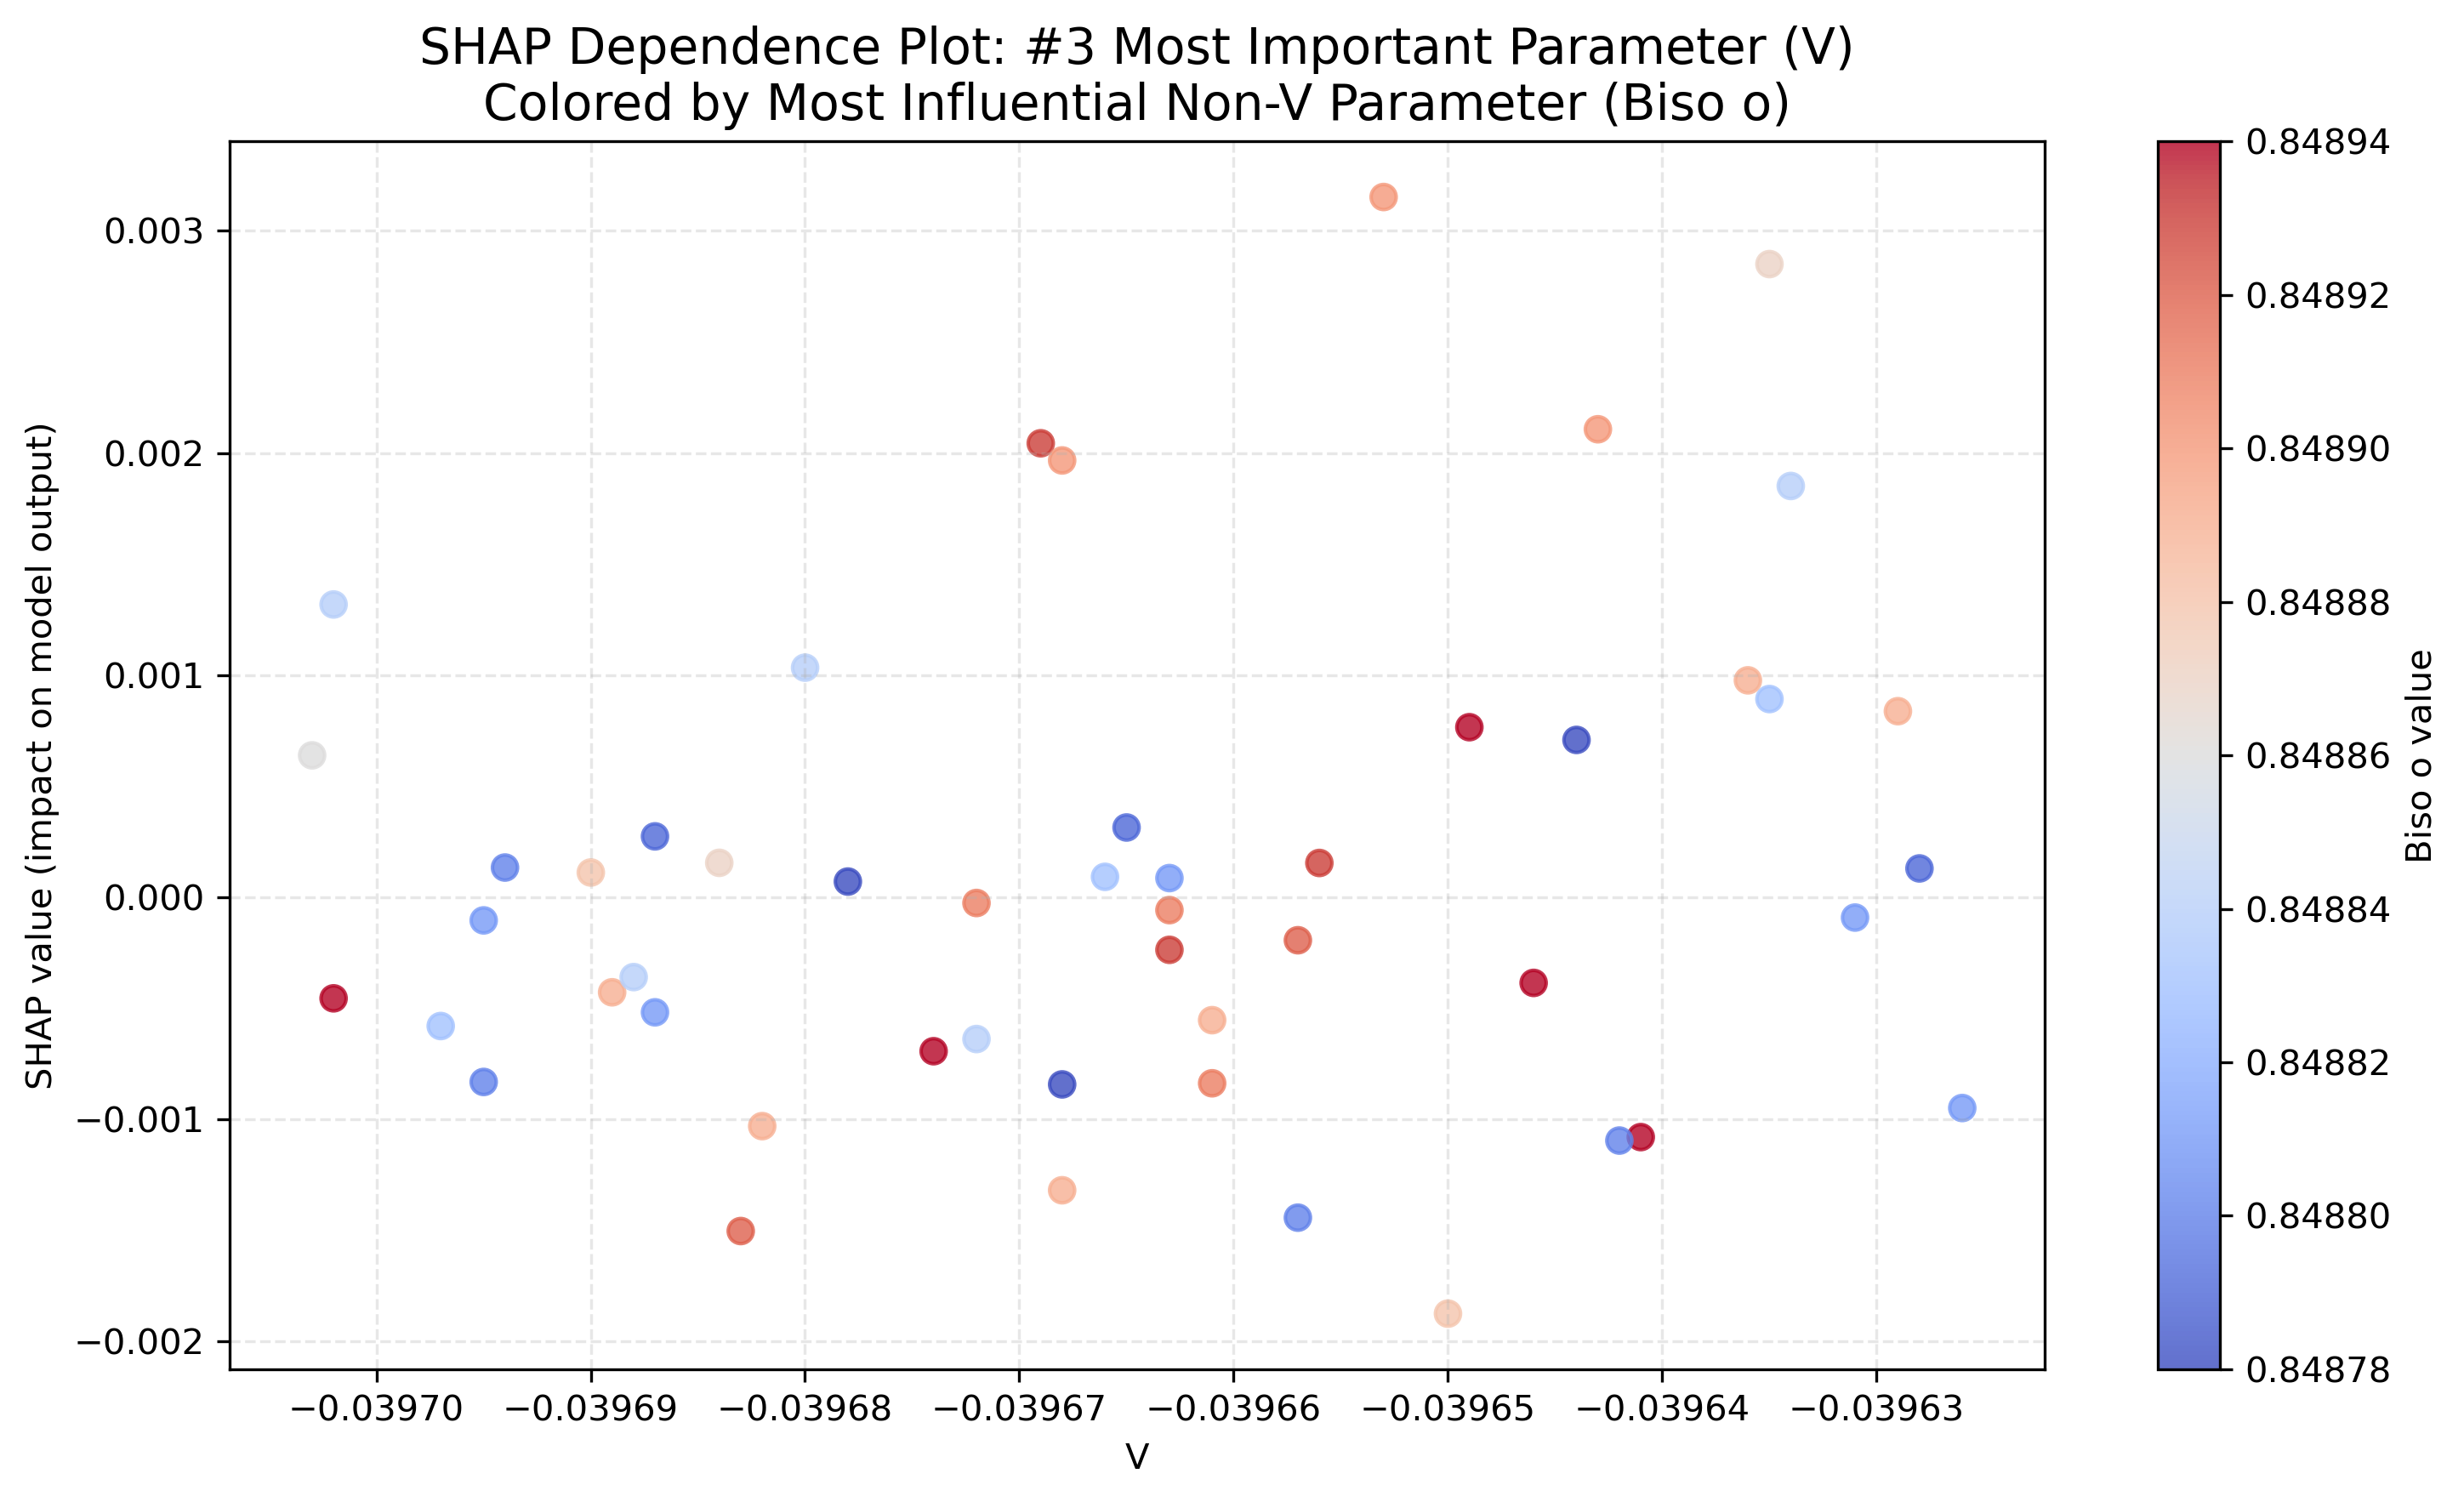 SHAP Dependence Plot: #3 Most Important Parameter (V)
Colored by Most Influential Non-V Parameter (Biso o)
SHAP value (impact on model output)
0.003
0.002
0.001
0.000
−0.001
−0.002
−0.03970 −0.03969 −0.03968 −0.03967 −0.03966 −0.03965 −0.03964 −0.03963
V
0.84894
0.84892
0.84890
0.84888
0.84886
0.84884
0.84882
0.84880
0.84878
Biso o value